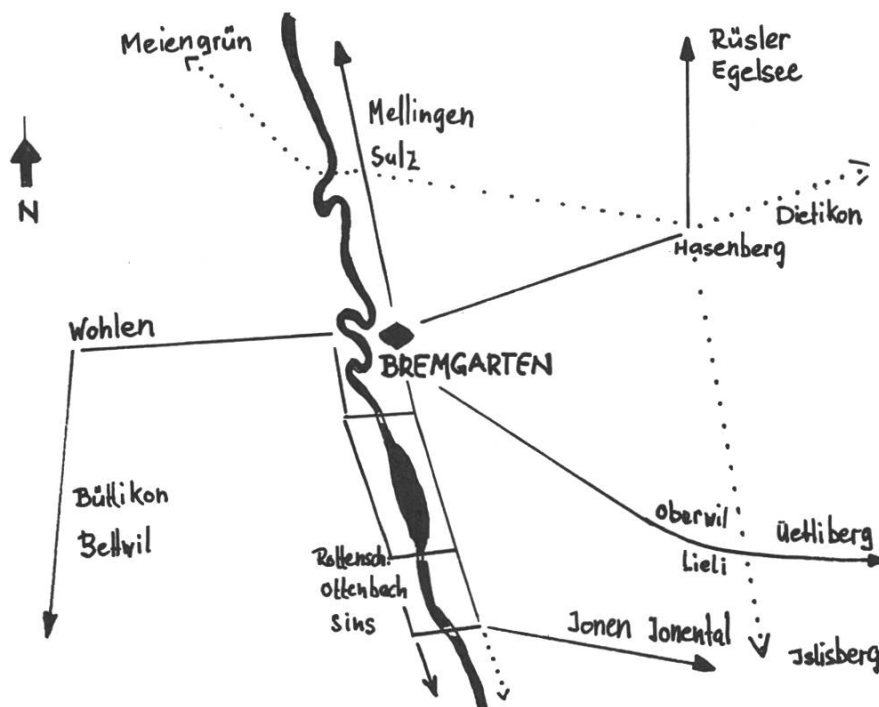 Meiengrün
Rüsler
Egelsee
Mellingen
Sulz
N
Dietikon
Hasenberg
Wohlen
BREMGARTEN
Büttikon
Bettwil
Oberwil
Üetliberg
Lieli
Rottensch.
Ottenbach
Sins
Jonen Jonental
Islisberg